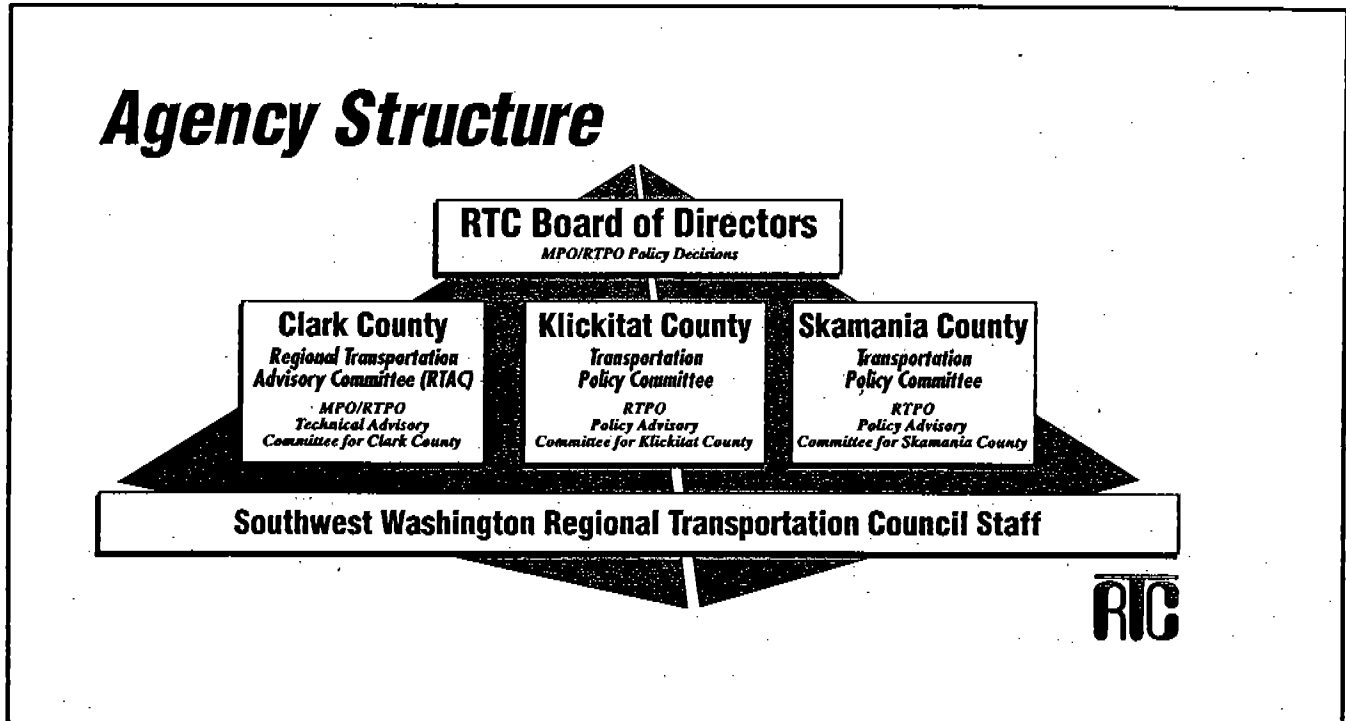 Agency Structure
RTC Board of Directors
MPO/RTPO Policy Decisions
Clark County
Regional Transportation
Advisory Committee (RTAC)
MPO/RTPO
Technical Advisory
Committee for Clark County
Klickitat County
Transportation
Policy Committee
RTPO
Policy Advisory
Committee for Klickitat County
Skamania County
Transportation
Policy Committee
RTPO
Policy Advisory
Committee for Skamania County
Southwest Washington Regional Transportation Council Staff
RTC